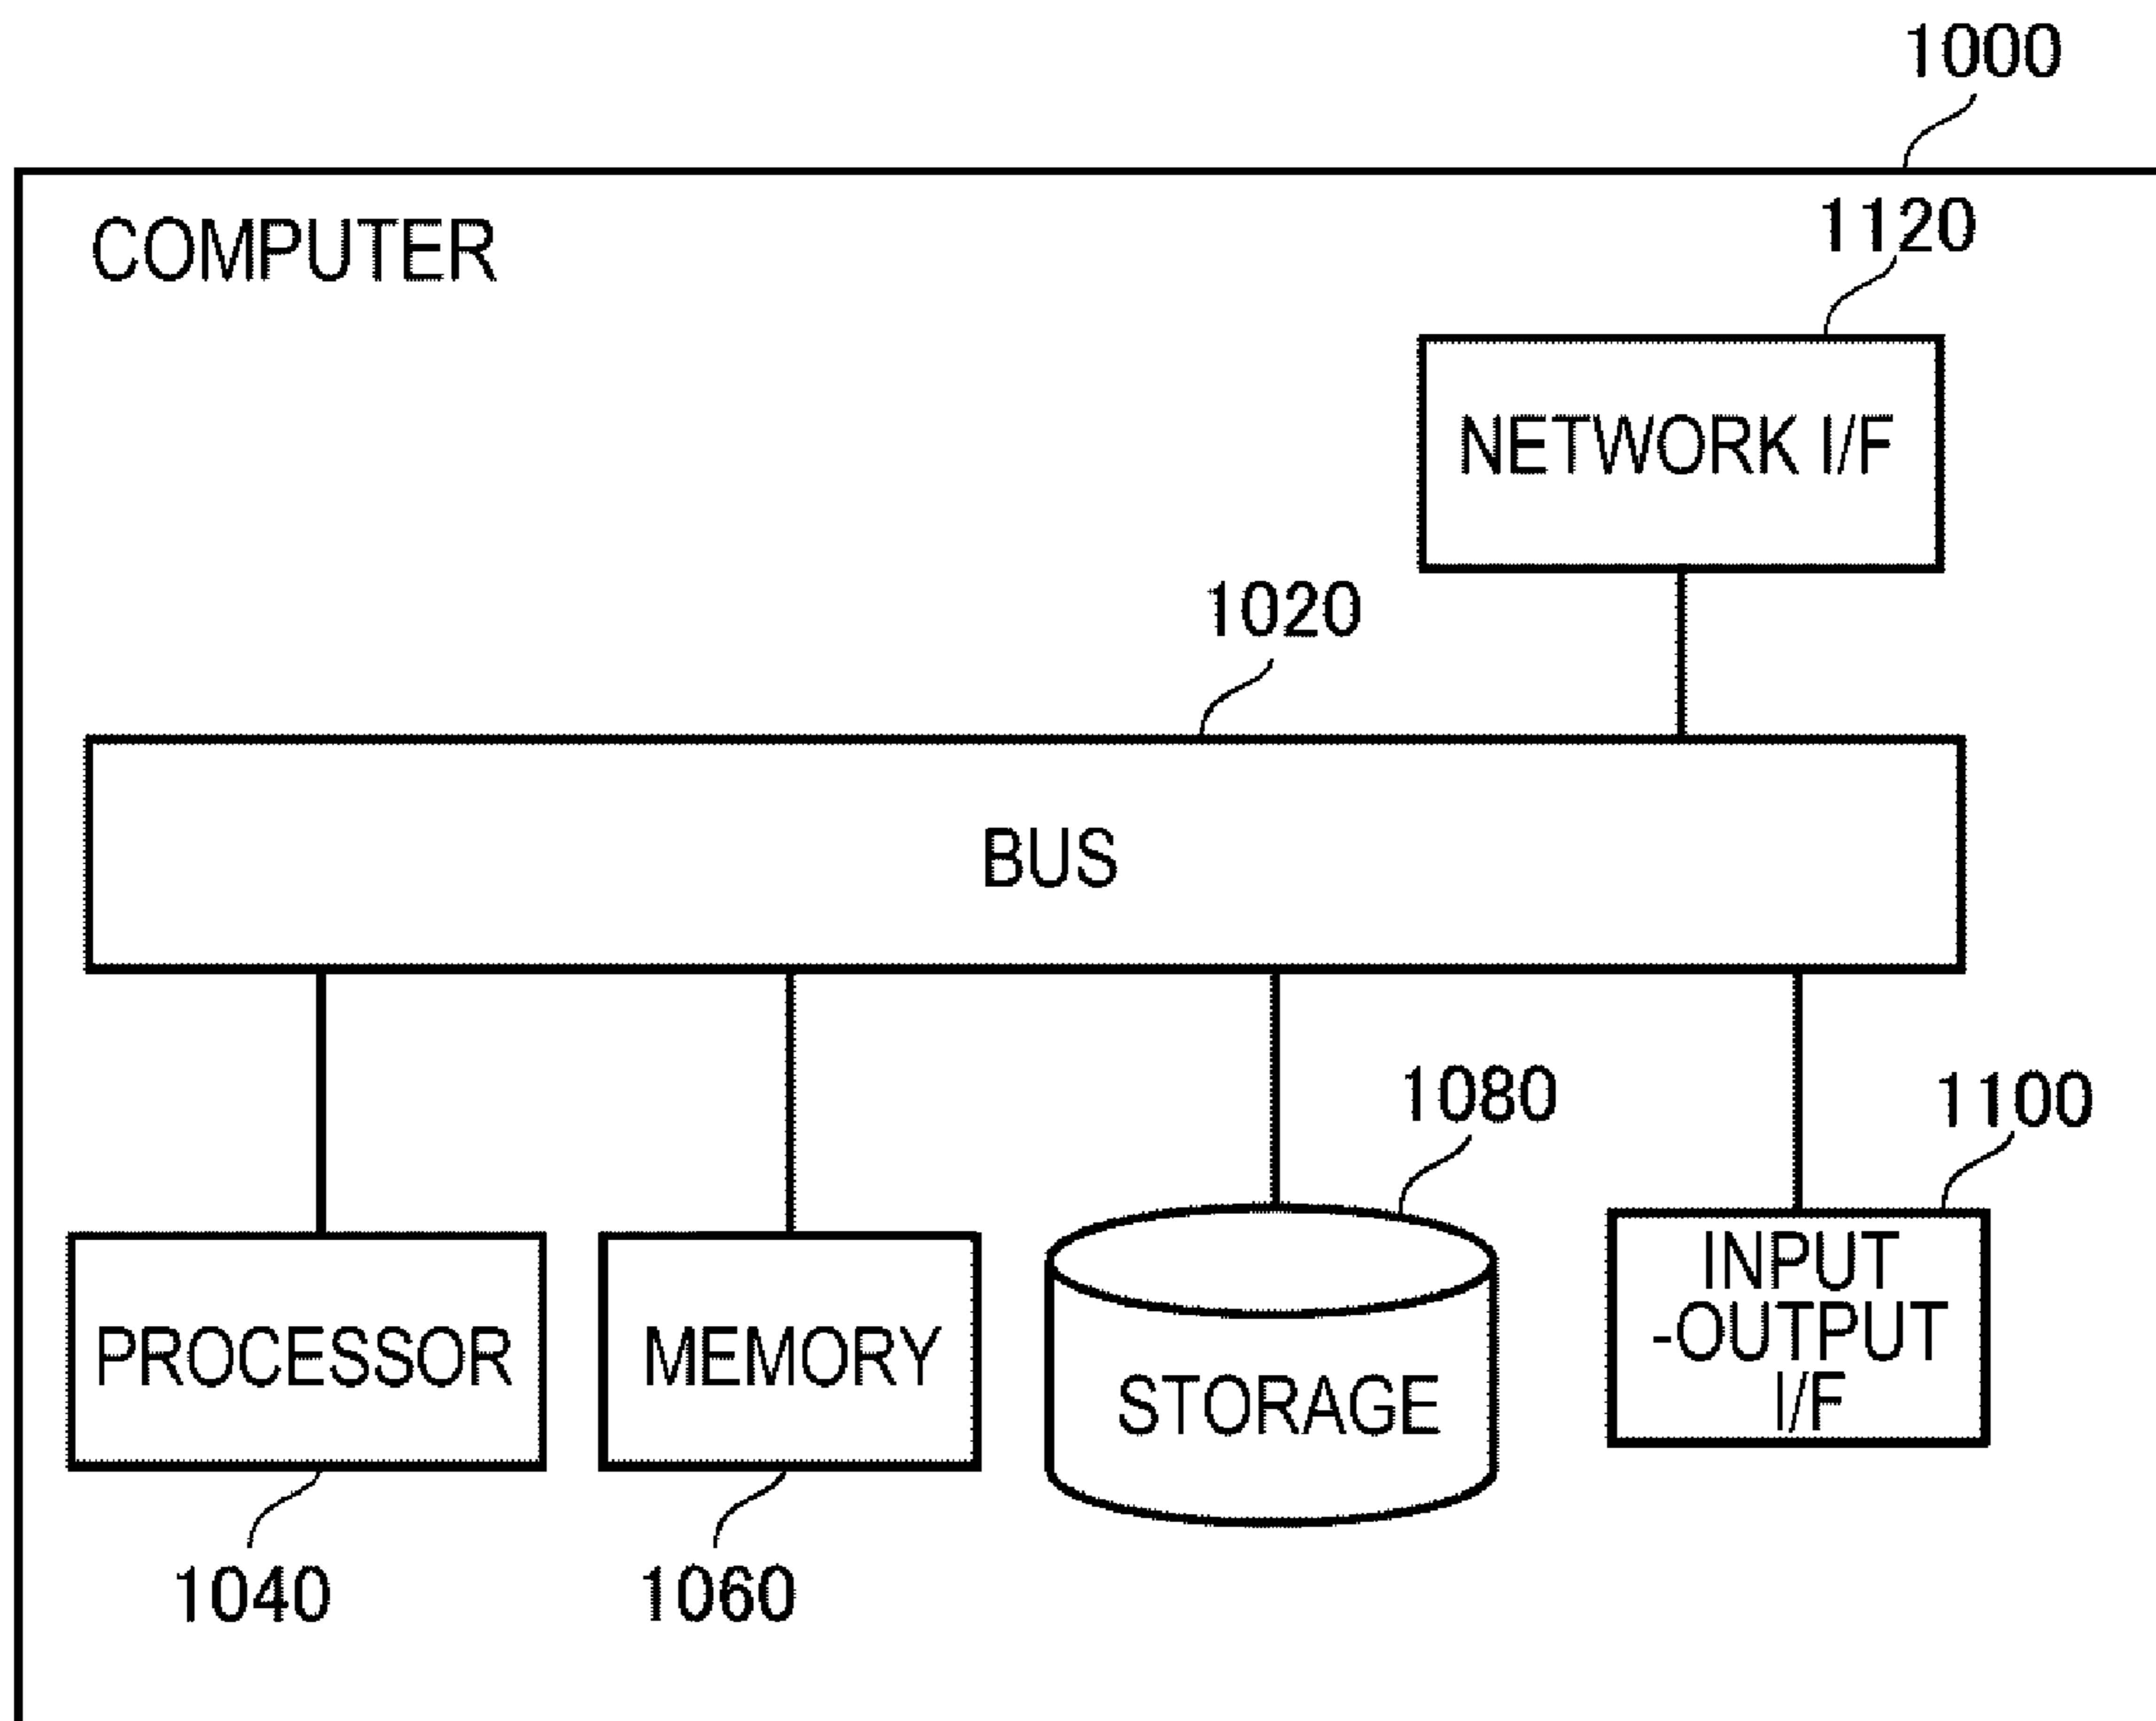 1000
COMPUTER
1120
NETWORK I/F
1020
BUS
1080
1100
PROCESSOR
MEMORY
STORAGE
INPUT
-OUTPUT
I/F
1040
1060